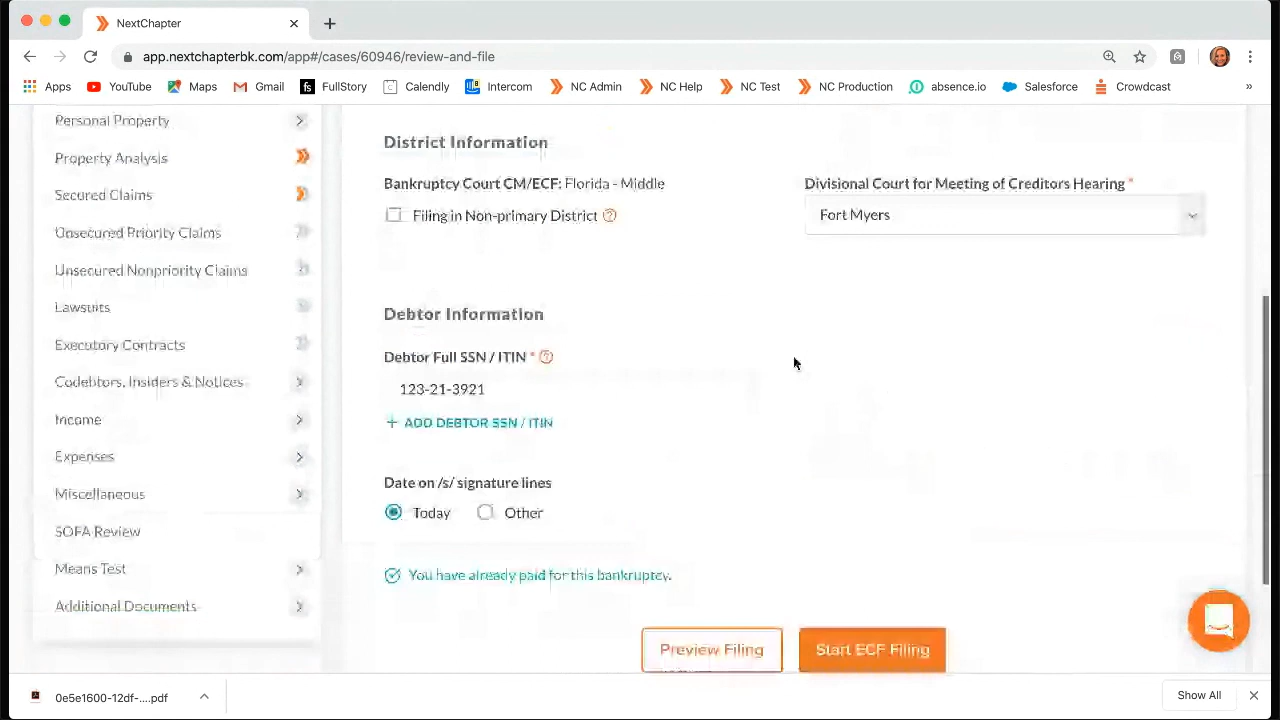 NextChapter
app.nextchapterbk.com/app#/cases/60946/review-and-file
Apps YouTube Maps Gmail FullStory Calendly Intercom NC Admin NC Help NC Test NC Production absence.io Salesforce Crowdcast »
Personal Property
Property Analysis
Secured Claims
Unsecured Priority Claims
Unsecured Nonpriority Claims
Lawsuits
Executory Contracts
Codebtors, Insiders & Notices
Income
Expenses
Miscellaneous
SOFA Review
Means Test
Additional Documents
District Information
Bankruptcy Court CM/ECF: Florida - Middle
Filing in Non-primary District ?
Divisional Court for Meeting of Creditors Hearing *
Fort Myers
Debtor Information
Debtor Full SSN / ITIN * ?
123-21-3921
+ ADD DEBTOR SSN / ITIN
Date on /s/ signature lines
Today Other
You have already paid for this bankruptcy.
Preview Filing Start ECF Filing
0e5e1600-12df-....pdf
Show All